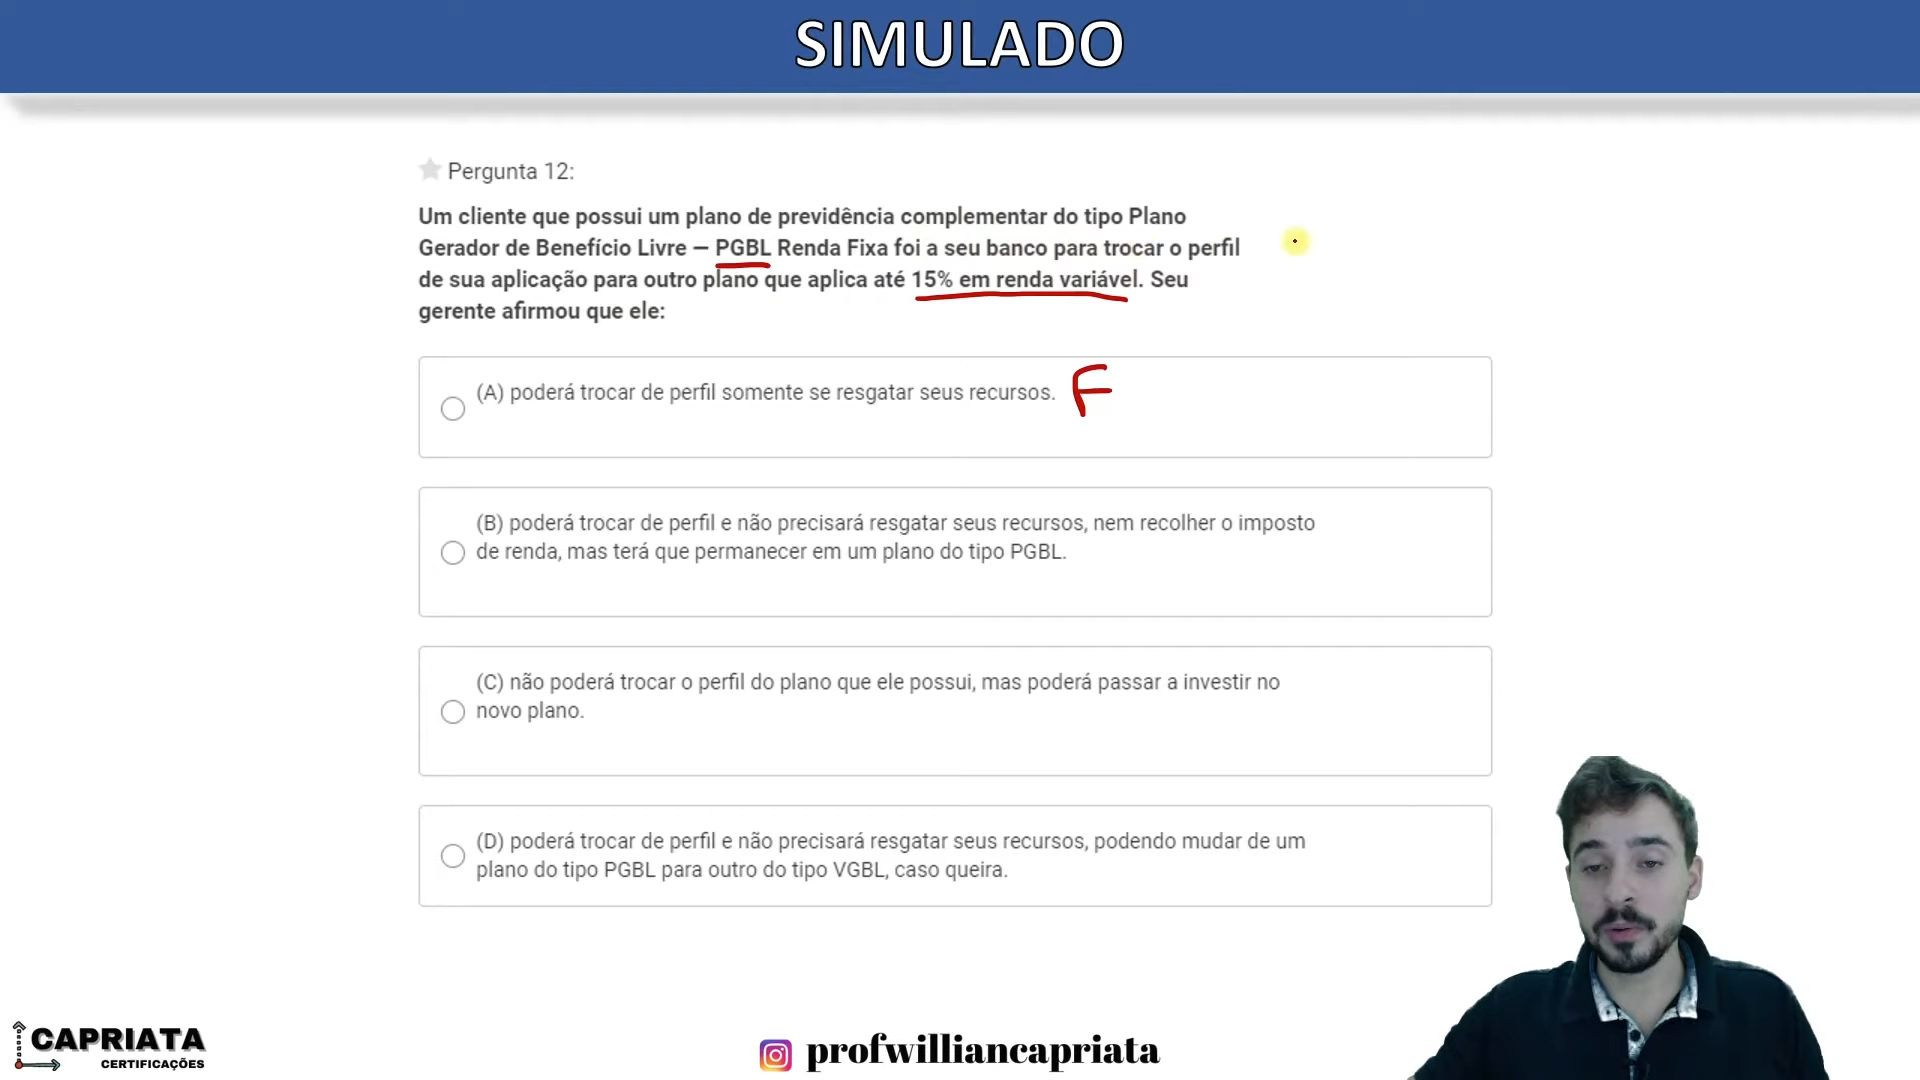 SIMULADO
Pergunta 12:
Um cliente que possui um plano de previdência complementar do tipo Plano
Gerador de Benefício Livre — PGBL Renda Fixa foi a seu banco para trocar o perfil
de sua aplicação para outro plano que aplica até 15% em renda variável. Seu
gerente afirmou que ele:
(A) poderá trocar de perfil somente se resgatar seus recursos. F
(B) poderá trocar de perfil e não precisará resgatar seus recursos, nem recolher o imposto
de renda, mas terá que permanecer em um plano do tipo PGBL.
(C) não poderá trocar o perfil do plano que ele possui, mas poderá passar a investir no
novo plano.
(D) poderá trocar de perfil e não precisará resgatar seus recursos, podendo mudar de um
plano do tipo PGBL para outro do tipo VGBL, caso queira.
CAPRIATA
CERTIFICAÇÕES
profwilliancapriata